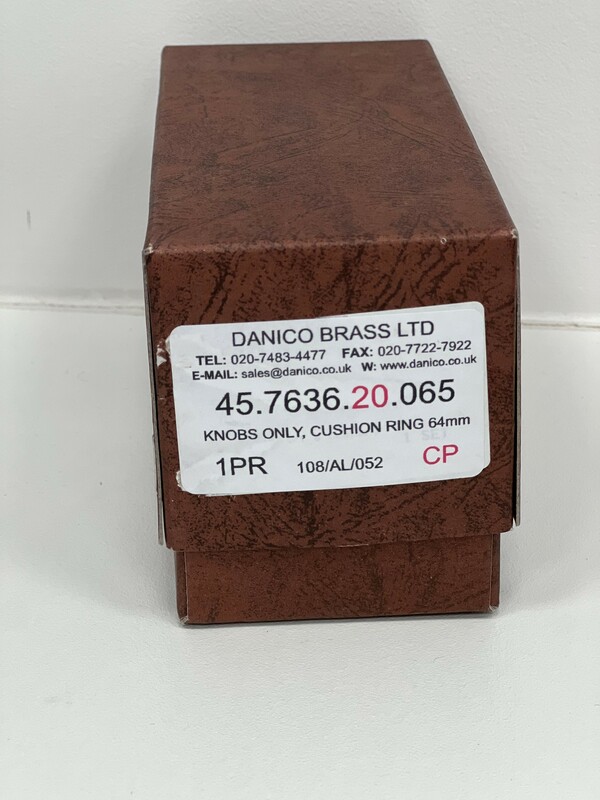 DANICO BRASS LTD
TEL: 020-7483-4477 FAX: 020-7722-7922
E-MAIL: sales@danico.co.uk W: www.danico.co.uk
45.7636.20.065
KNOBS ONLY, CUSHION RING 64mm
1PR 108/AL/052 CP